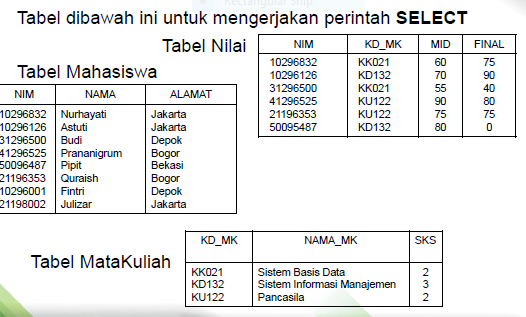 Tabel dibawah ini untuk mengerjakan perintah SELECT
Tabel Nilai
NIM KD_MK MID FINAL
10296832 KK021 60 75
10296126 KD132 70 90
31296500 KK021 55 40
41296525 KU122 90 80
21196353 KU122 75 75
50095487 KD132 80 0
Tabel Mahasiswa
NIM NAMA ALAMAT
10296832 Nurhayati Jakarta
10296126 Astuti Jakarta
31296500 Budi Depok
41296525 Prananigrum Bogor
50096487 Pipit Bekasi
21196353 Quraish Bogor
10296001 Fintri Depok
21198002 Julizar Jakarta
Tabel MataKuliah
KD_MK NAMA_MK SKS
KK021 Sistem Basis Data 2
KD132 Sistem Informasi Manajemen 3
KU122 Pancasila 2